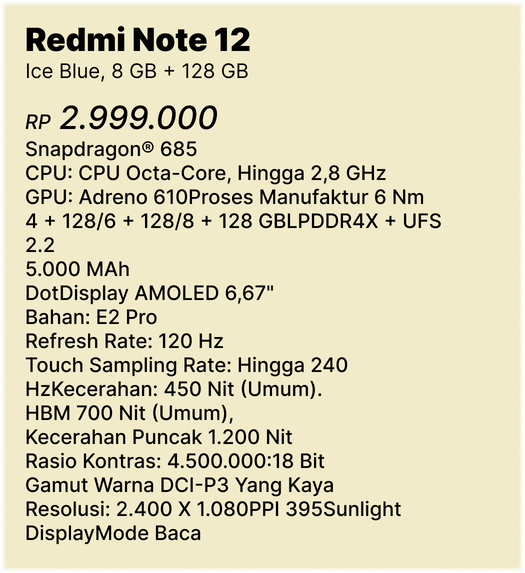 Redmi Note 12
Ice Blue, 8 GB + 128 GB
RP 2.999.000
Snapdragon® 685
CPU: CPU Octa-Core, Hingga 2,8 GHz
GPU: Adreno 610Proses Manufaktur 6 Nm
4 + 128/6 + 128/8 + 128 GBLPDDR4X + UFS
2.2
5.000 MAh
DotDisplay AMOLED 6,67"
Bahan: E2 Pro
Refresh Rate: 120 Hz
Touch Sampling Rate: Hingga 240
HzKecerahan: 450 Nit (Umum).
HBM 700 Nit (Umum),
Kecerahan Puncak 1.200 Nit
Rasio Kontras: 4.500.000:18 Bit
Gamut Warna DCI-P3 Yang Kaya
Resolusi: 2.400 X 1.080PPI 395Sunlight
DisplayMode Baca